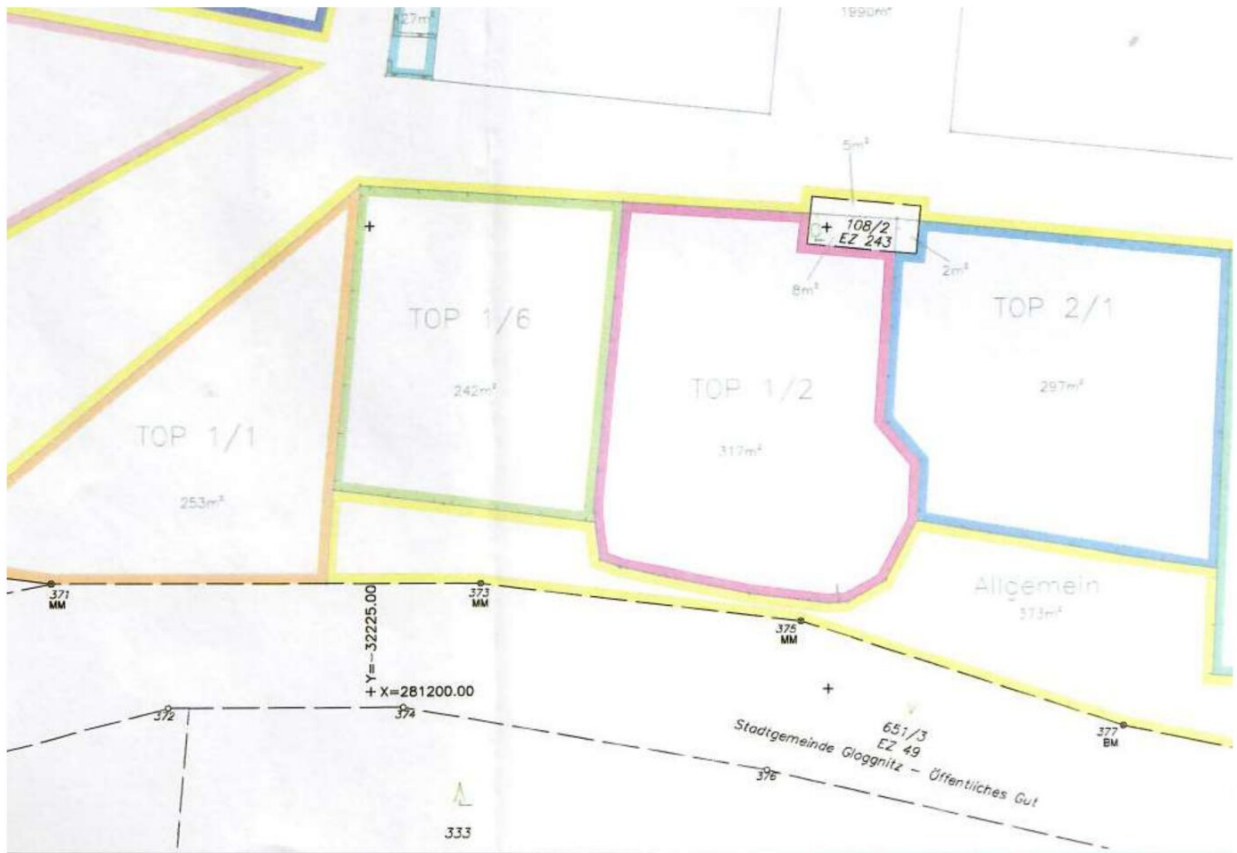 27m²
1990m²
5m²
108/2
EZ 243
2m²
8m²
TOP 1/6
TOP 2/1
242m²
TOP 1/2
297m²
TOP 1/1
317m²
253m²
Allgemein
373m²
371
MM
373
MM
375
MM
Y=-32225.00
X=281200.00
372
374
651/3
EZ 49
Stadtgemeinde Gloggnitz - Öffentliches Gut
377
BM
376
333